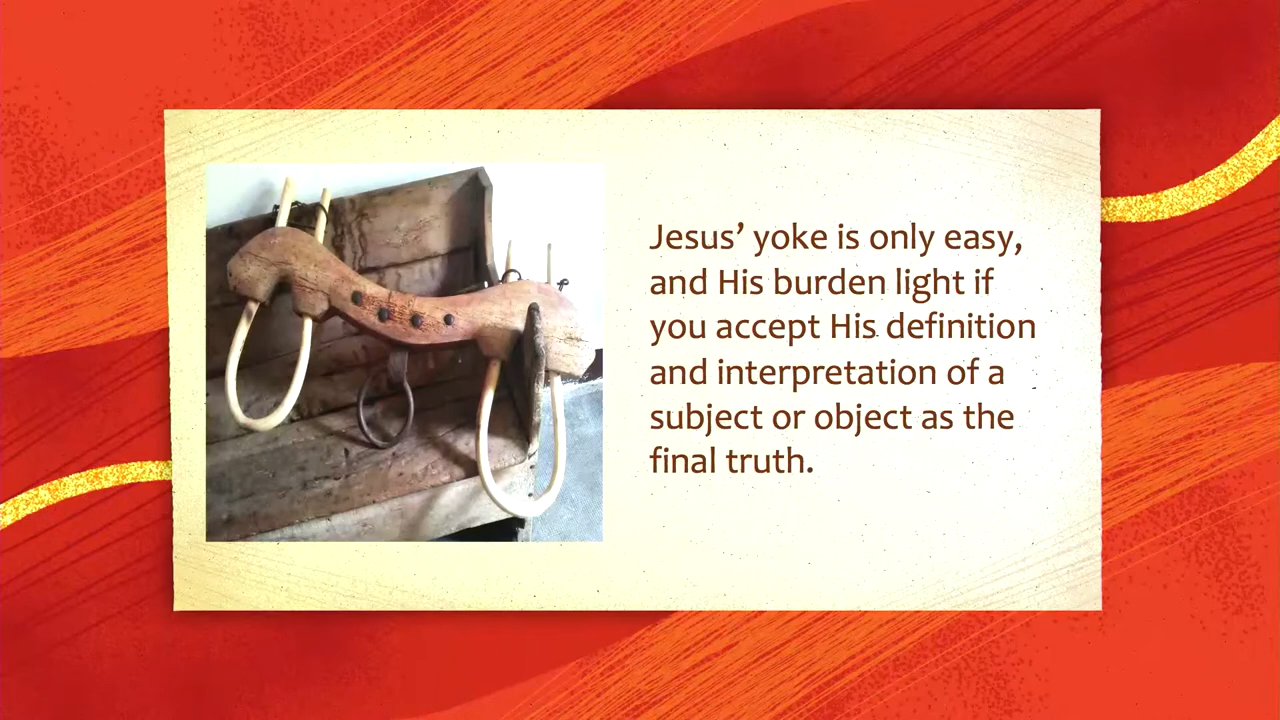 Jesus’ yoke is only easy,
and His burden light if
you accept His definition
and interpretation of a
subject or object as the
final truth.